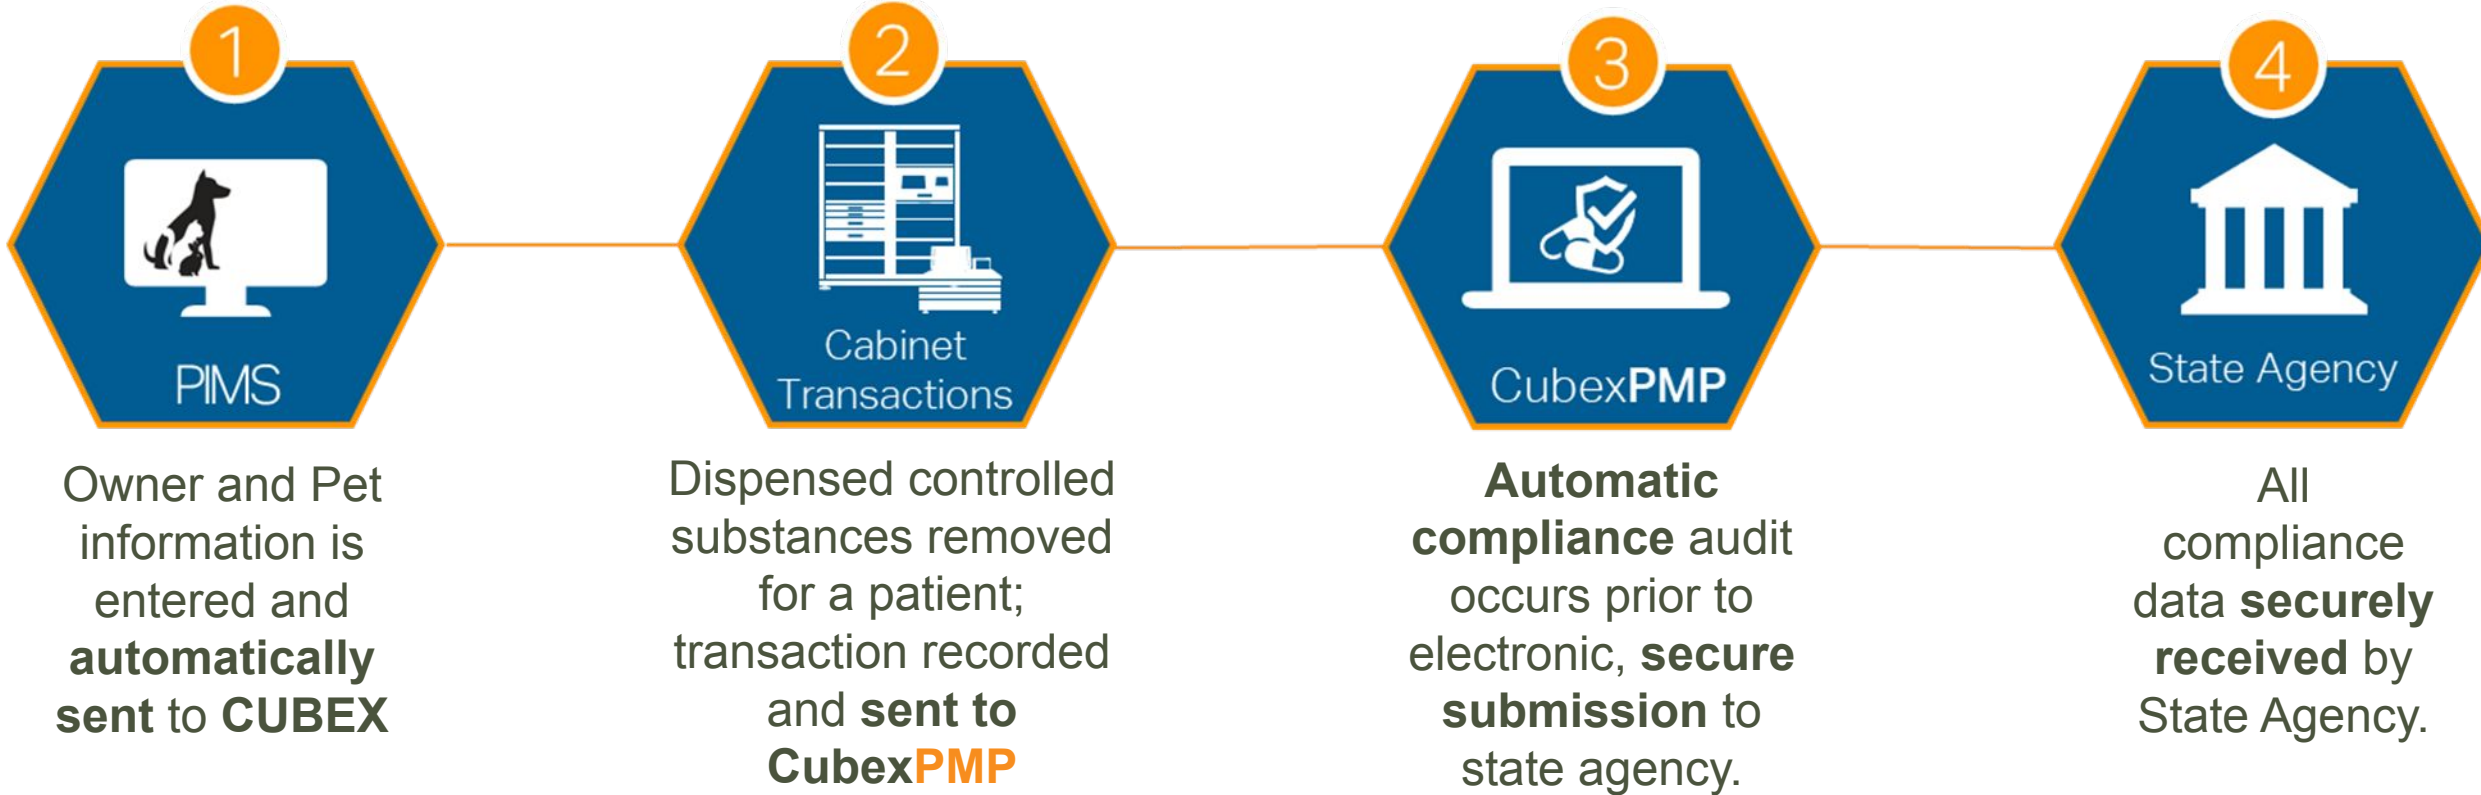 1
PIMS
Owner and Pet
information is
entered and
automatically
sent to CUBEX
2
Cabinet
Transactions
Dispensed controlled
substances removed
for a patient;
transaction recorded
and sent to
CubexPMP
3
CubexPMP
Automatic
compliance audit
occurs prior to
electronic, secure
submission to
state agency.
4
State Agency
All
compliance
data securely
received by
State Agency.